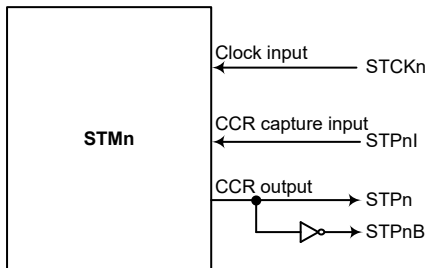 Clock input
STCKn
STMn
CCR capture input
STPnI
CCR output
STPn
STPnB